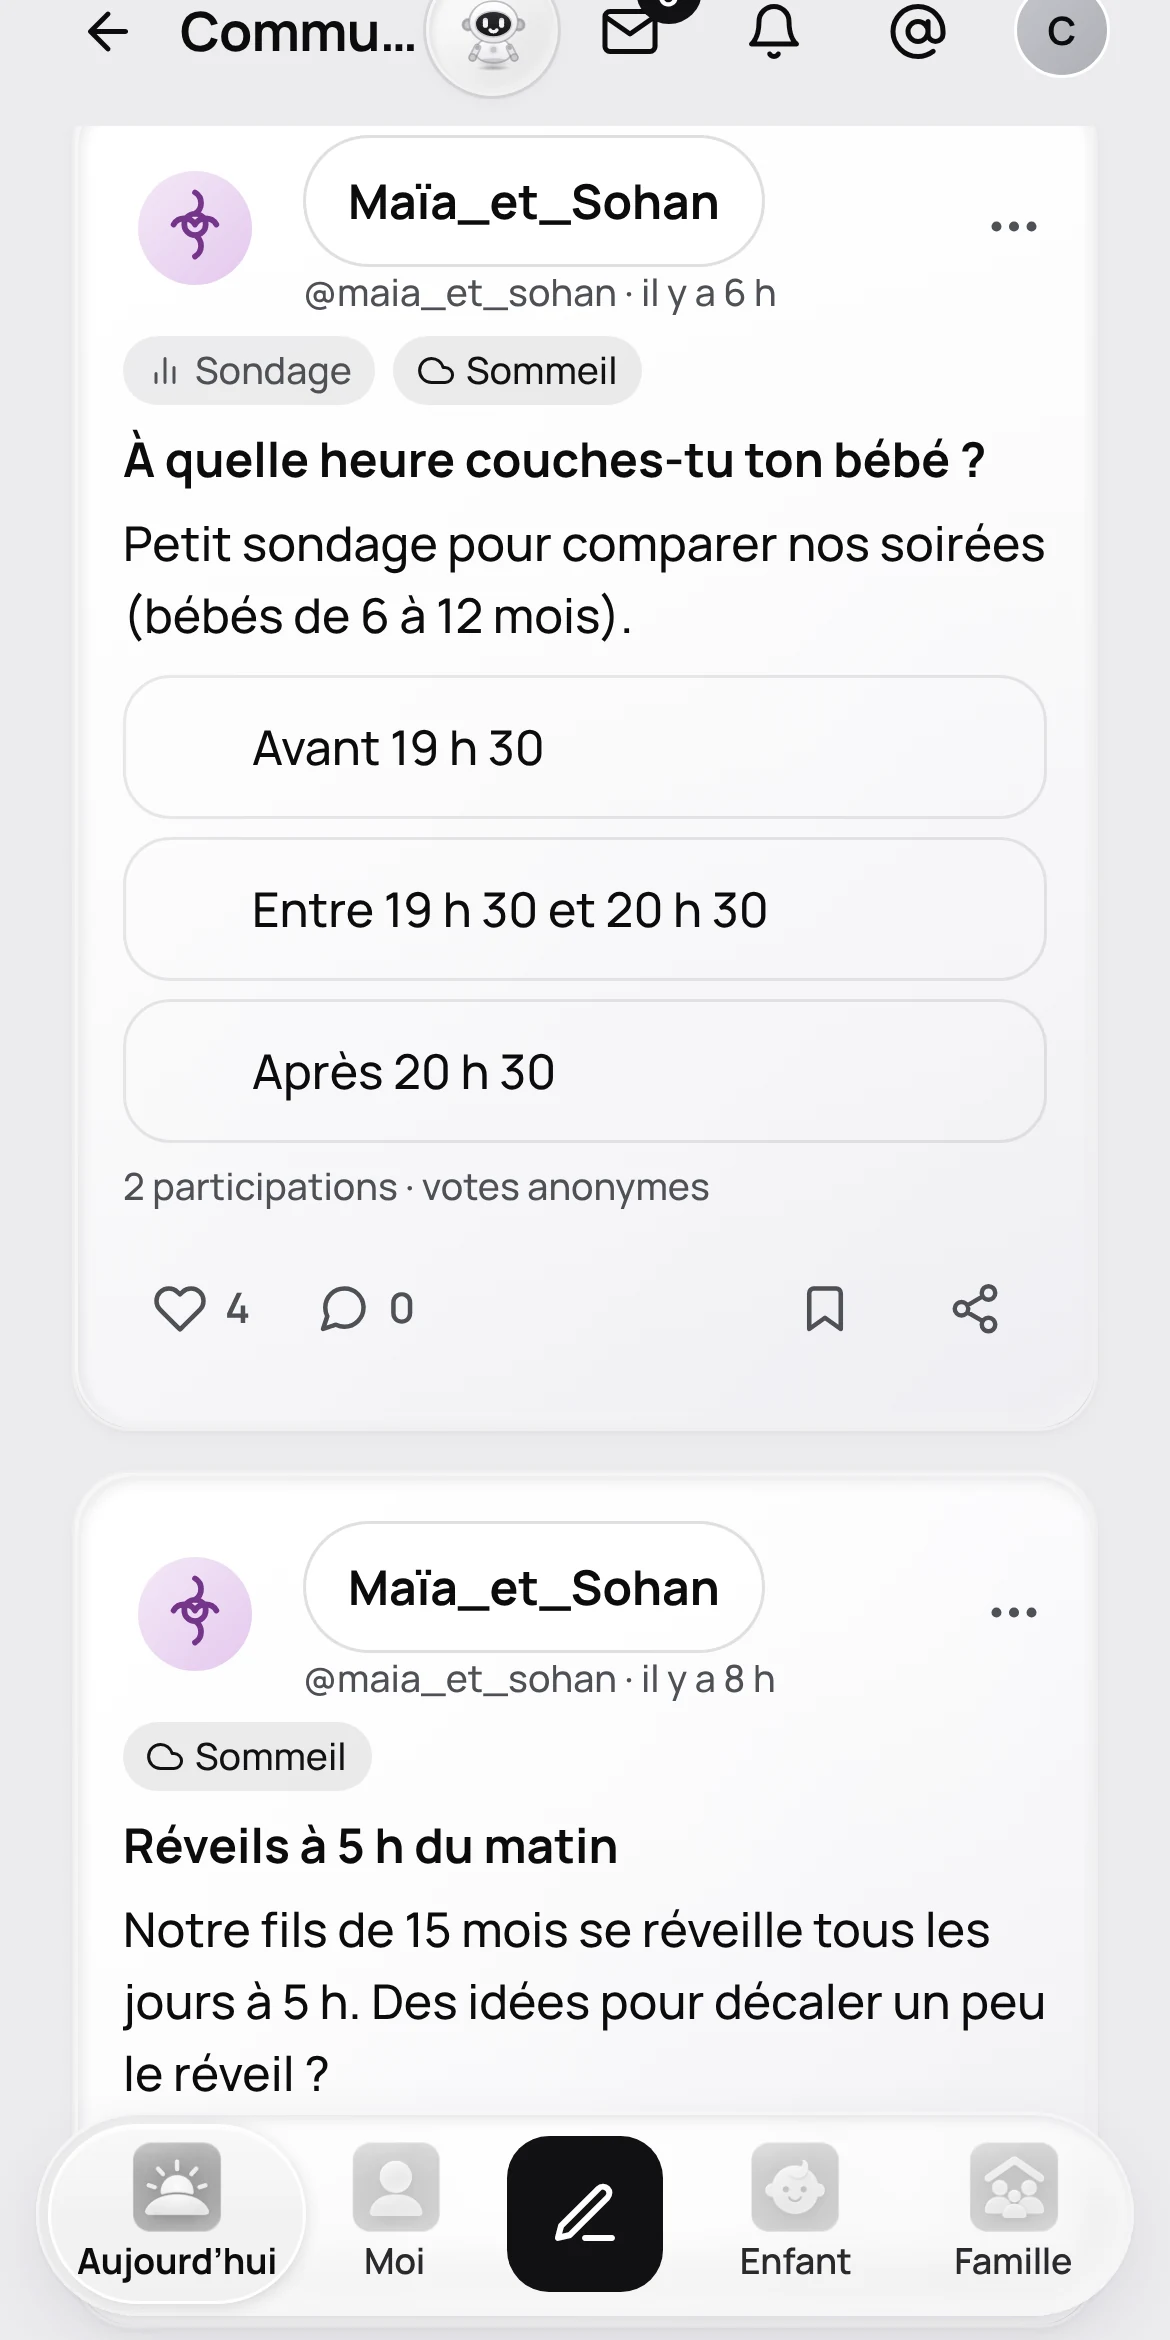 Commu...
C
Maïa_et_Sohan
@maia_et_sohan · il y a 6 h
Sondage
Sommeil
À quelle heure couches-tu ton bébé ?
Petit sondage pour comparer nos soirées
(bébés de 6 à 12 mois).
Avant 19 h 30
Entre 19 h 30 et 20 h 30
Après 20 h 30
2 participations · votes anonymes
4
0
Maïa_et_Sohan
@maia_et_sohan · il y a 8 h
Sommeil
Réveils à 5 h du matin
Notre fils de 15 mois se réveille tous les
jours à 5 h. Des idées pour décaler un peu
le réveil ?
Aujourd’hui
Moi
Enfant
Famille